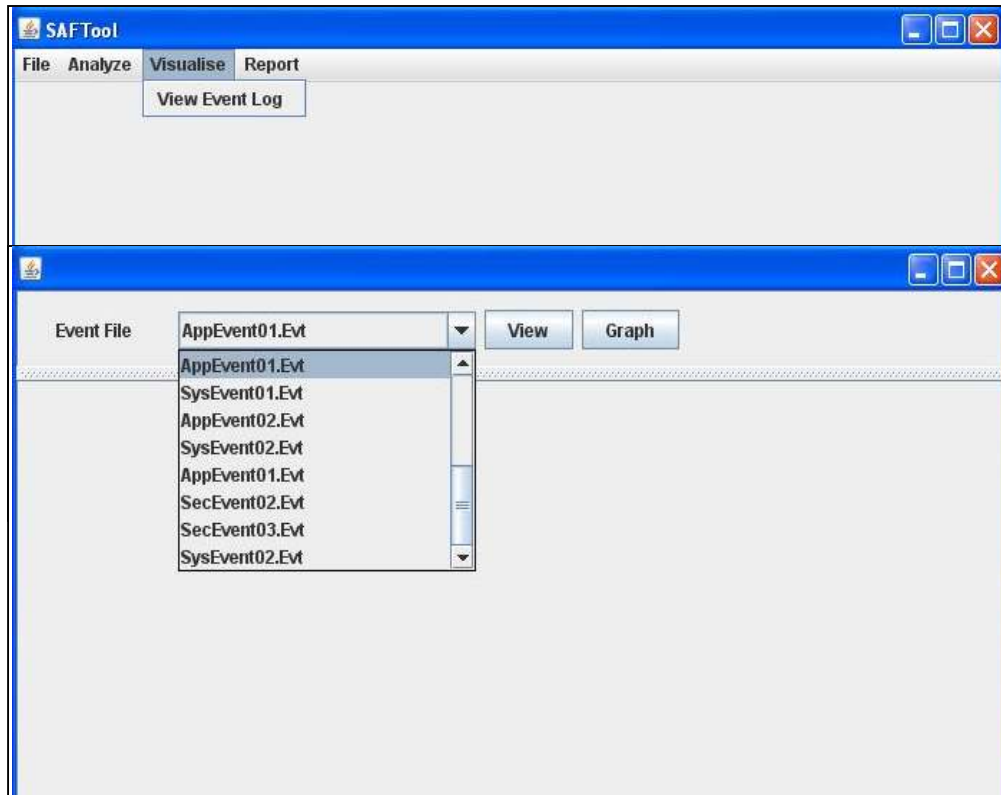 SAFTool
File Analyze Visualise Report
View Event Log
Event File AppEvent01.Evt View Graph
AppEvent01.Evt
SysEvent01.Evt
AppEvent02.Evt
SysEvent02.Evt
AppEvent01.Evt
SecEvent02.Evt
SecEvent03.Evt
SysEvent02.Evt